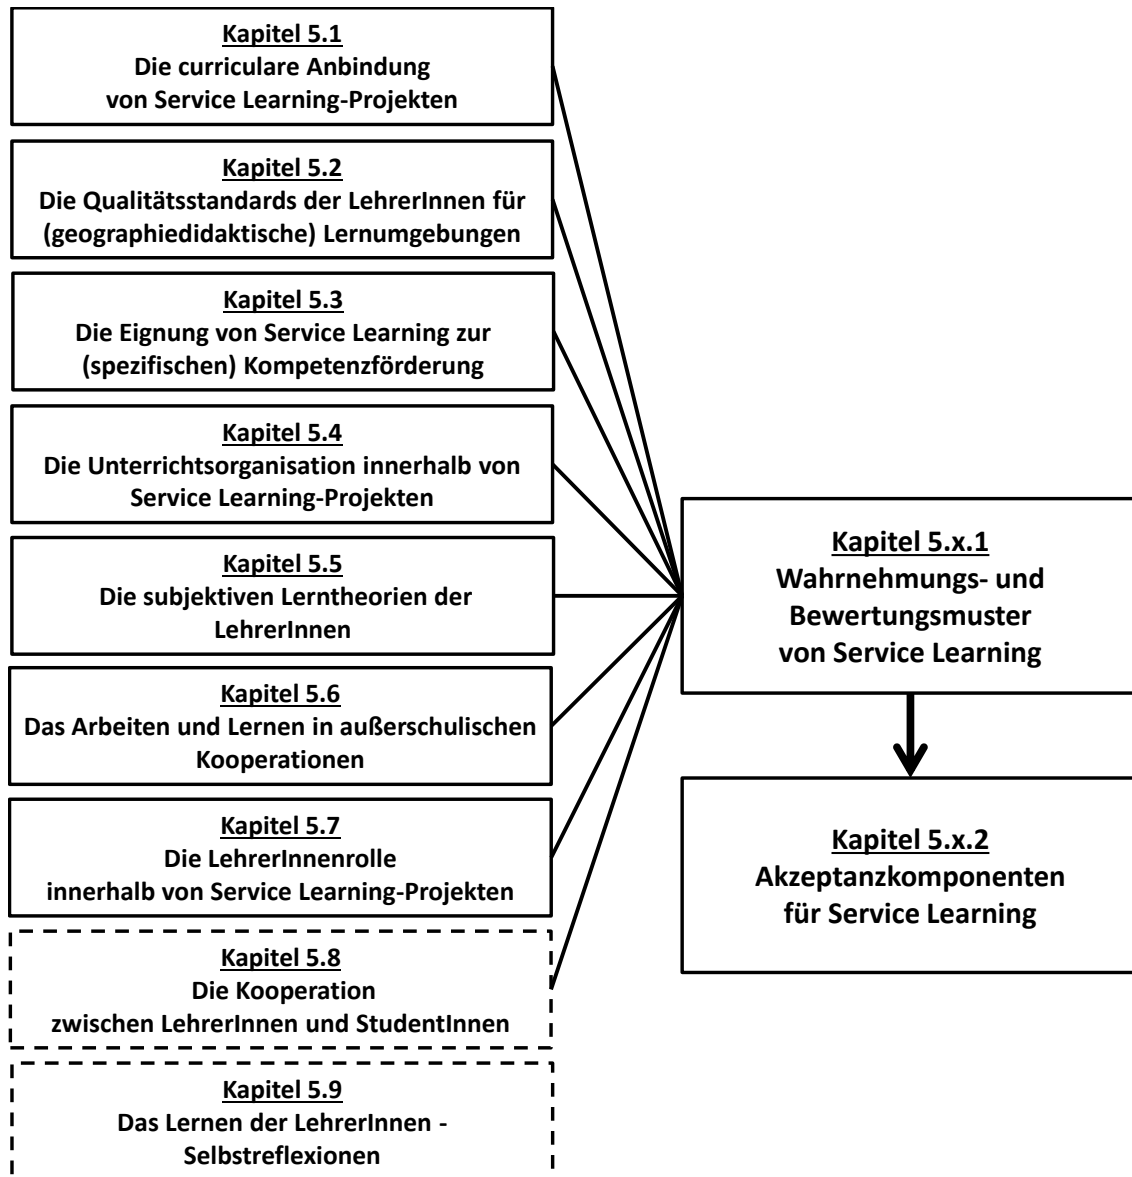 Kapitel 5.1
Die curriculare Anbindung
von Service Learning-Projekten
Kapitel 5.2
Die Qualitätsstandards der LehrerInnen für
(geographiedidaktische) Lernumgebungen
Kapitel 5.3
Die Eignung von Service Learning zur
(spezifischen) Kompetenzförderung
Kapitel 5.4
Die Unterrichtsorganisation innerhalb von
Service Learning-Projekten
Kapitel 5.5
Die subjektiven Lerntheorien der
LehrerInnen
Kapitel 5.6
Das Arbeiten und Lernen in außerschulischen
Kooperationen
Kapitel 5.7
Die LehrerInnenrolle
innerhalb von Service Learning-Projekten
Kapitel 5.8
Die Kooperation
zwischen LehrerInnen und StudentInnen
Kapitel 5.9
Das Lernen der LehrerInnen -
Selbstreflexionen
Kapitel 5.x.1
Wahrnehmungs- und
Bewertungsmuster
von Service Learning
Kapitel 5.x.2
Akzeptanzkomponenten
für Service Learning